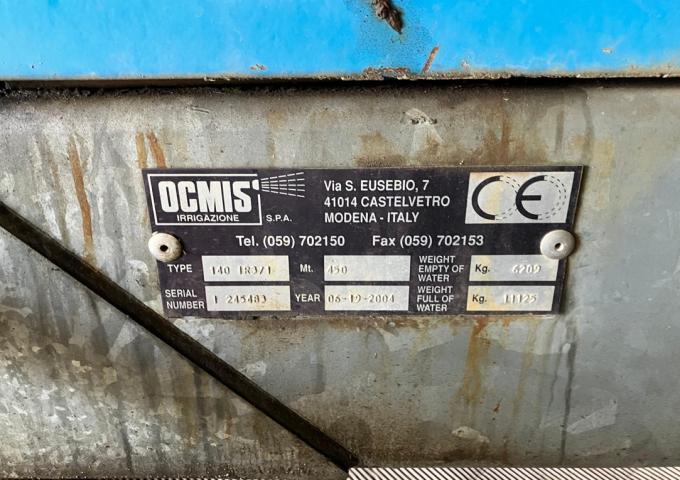 OCMIS
IRRIGAZIONE S.P.A.
Via S. EUSEBIO, 7
41014 CASTELVETRO
MODENA - ITALY
CE
Tel. (059) 702150 Fax (059) 702153
TYPE 140 1R3/1 Mt. 450 WEIGHT EMPTY OF WATER Kg. 6209
SERIAL NUMBER 245483 YEAR 06-19-2004 WEIGHT FULL OF WATER Kg. 11125